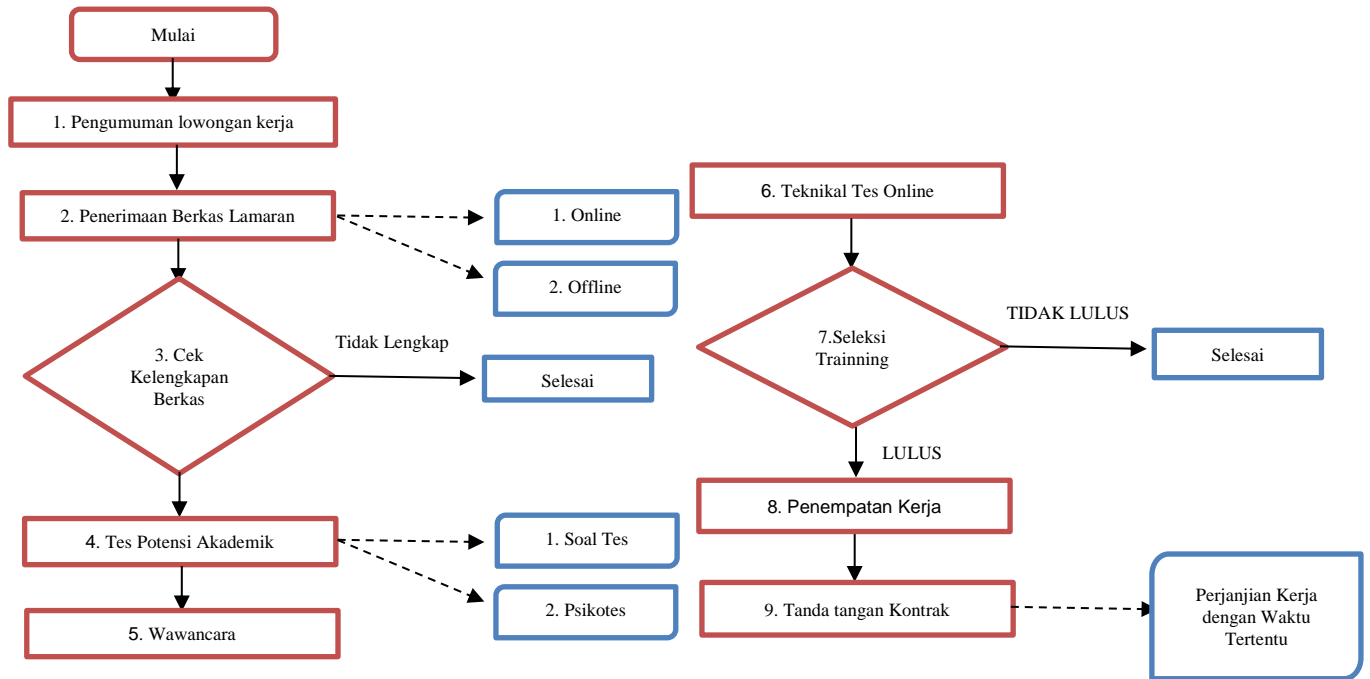 Mulai
1. Pengumuman lowongan kerja
2. Penerimaan Berkas Lamaran
1. Online
2. Offline
3. Cek
Kelengkapan
Berkas
Tidak Lengkap
Selesai
4. Tes Potensi Akademik
1. Soal Tes
2. Psikotes
5. Wawancara
6. Teknikal Tes Online
7.Seleksi
Trainning
TIDAK LULUS
Selesai
LULUS
8. Penempatan Kerja
9. Tanda tangan Kontrak
Perjanjian Kerja
dengan Waktu
Tertentu